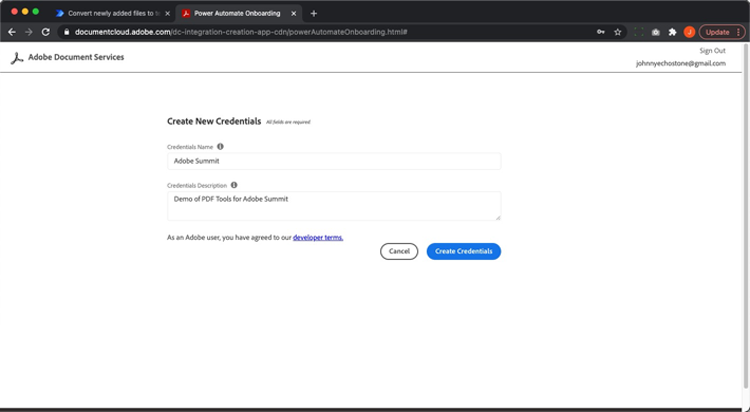 Convert newly added files to te
Power Automate Onboarding
documentcloud.adobe.com/dc-integration-creation-app-cdn/powerAutomateOnboarding.html#
J
Update
Adobe Document Services
Sign Out
johnnyechostone@gmail.com
Create New Credentials All fields are required
Credentials Name
Adobe Summit
Credentials Description
Demo of PDF Tools for Adobe Summit
As an Adobe user, you have agreed to our developer terms.
Cancel
Create Credentials